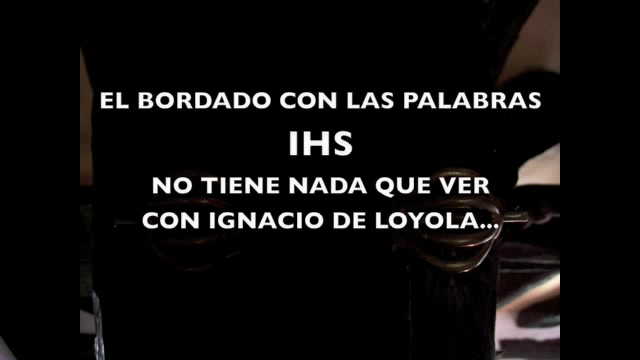 EL BORDADO CON LAS PALABRAS
IHS
NO TIENE NADA QUE VER
CON IGNACIO DE LOYOLA...